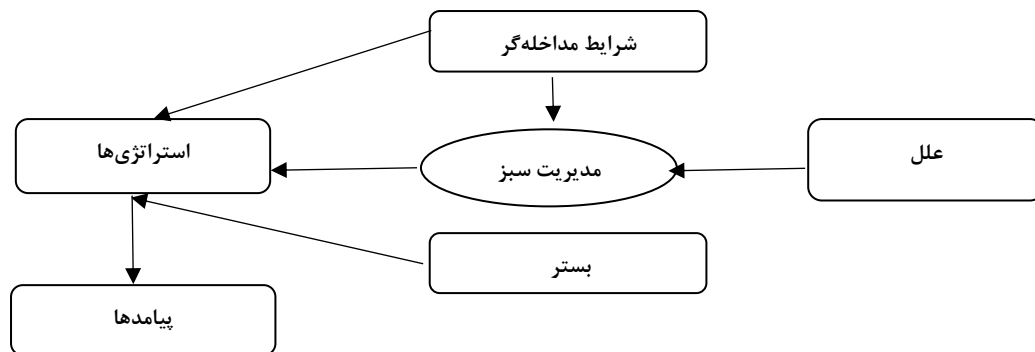 شرایط مداخله‌گر
علل
مدیریت سبز
استراتژی‌ها
بستر
پیامدها